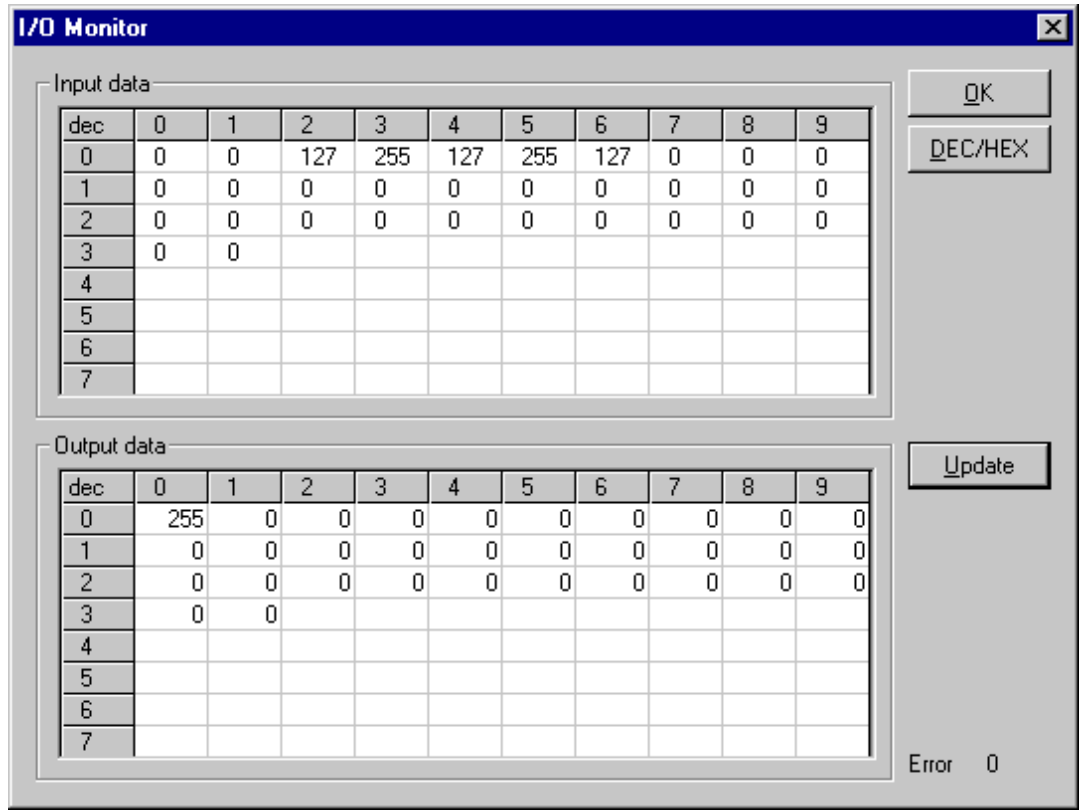 I/O Monitor
Input data
OK
dec 0 1 2 3 4 5 6 7 8 9
DEC/HEX
0 0 0 127 255 127 255 127 0 0 0
1 0 0 0 0 0 0 0 0 0 0
2 0 0 0 0 0 0 0 0 0 0
3 0 0
4
5
6
7
Output data
Update
dec 0 1 2 3 4 5 6 7 8 9
0 255 0 0 0 0 0 0 0 0 0
1 0 0 0 0 0 0 0 0 0 0
2 0 0 0 0 0 0 0 0 0 0
3 0 0
4
5
6
7
Error 0